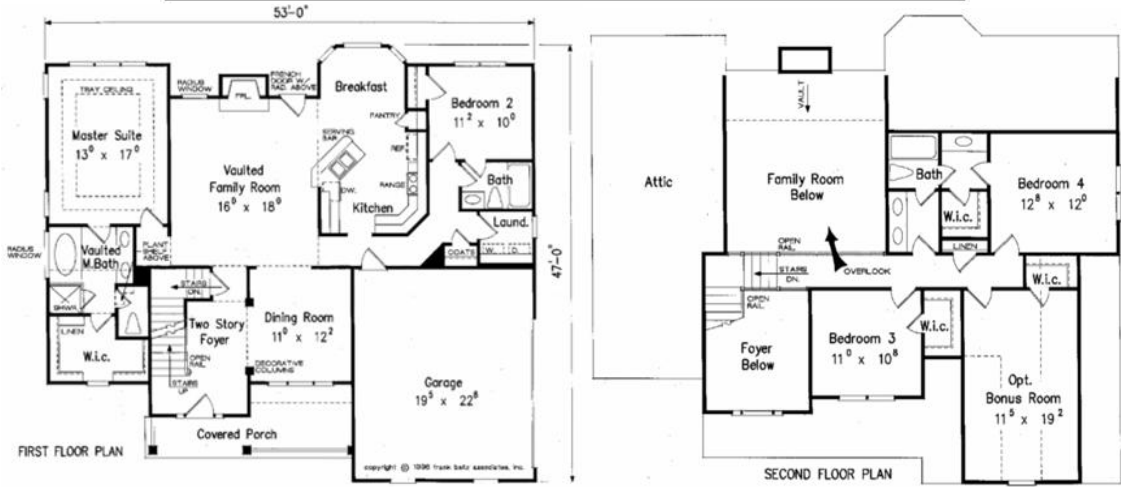 53'-0"
TRAY CEILING
Master Suite
13⁰ x 17⁰
RADIUS
WINDOW
FPL.
FRENCH
DOOR W/
RAD. ABOVE
Breakfast
Bedroom 2
11² x 10⁰
PANTRY
SERVING
BAR
REF.
Vaulted
Family Room
16⁰ x 18⁰
DW.
RANGE
Kitchen
Bath
Laund.
W. D.
COATS
47'-0"
RADIUS
WINDOW
Vaulted
M.Bath
PLANT
SHELF
ABOVE
SHWR.
LINEN
W.i.c.
STAIRS
(DN.)
Two Story
Foyer
OPEN
RAIL
STAIRS
UP
Dining Room
11⁰ x 12²
DECORATIVE
COLUMNS
Garage
19⁵ x 22⁸
Covered Porch
FIRST FLOOR PLAN
copyright © 1996 frank betz associates, inc.
VAULT
Attic
Family Room
Below
Bath
W.i.c.
Bedroom 4
12⁸ x 12⁰
LINEN
OPEN
RAIL
STAIRS
DN.
OVERLOOK
OPEN
RAIL
W.i.c.
Foyer
Below
Bedroom 3
11⁰ x 10⁸
W.i.c.
Opt.
Bonus Room
11⁵ x 19²
SECOND FLOOR PLAN